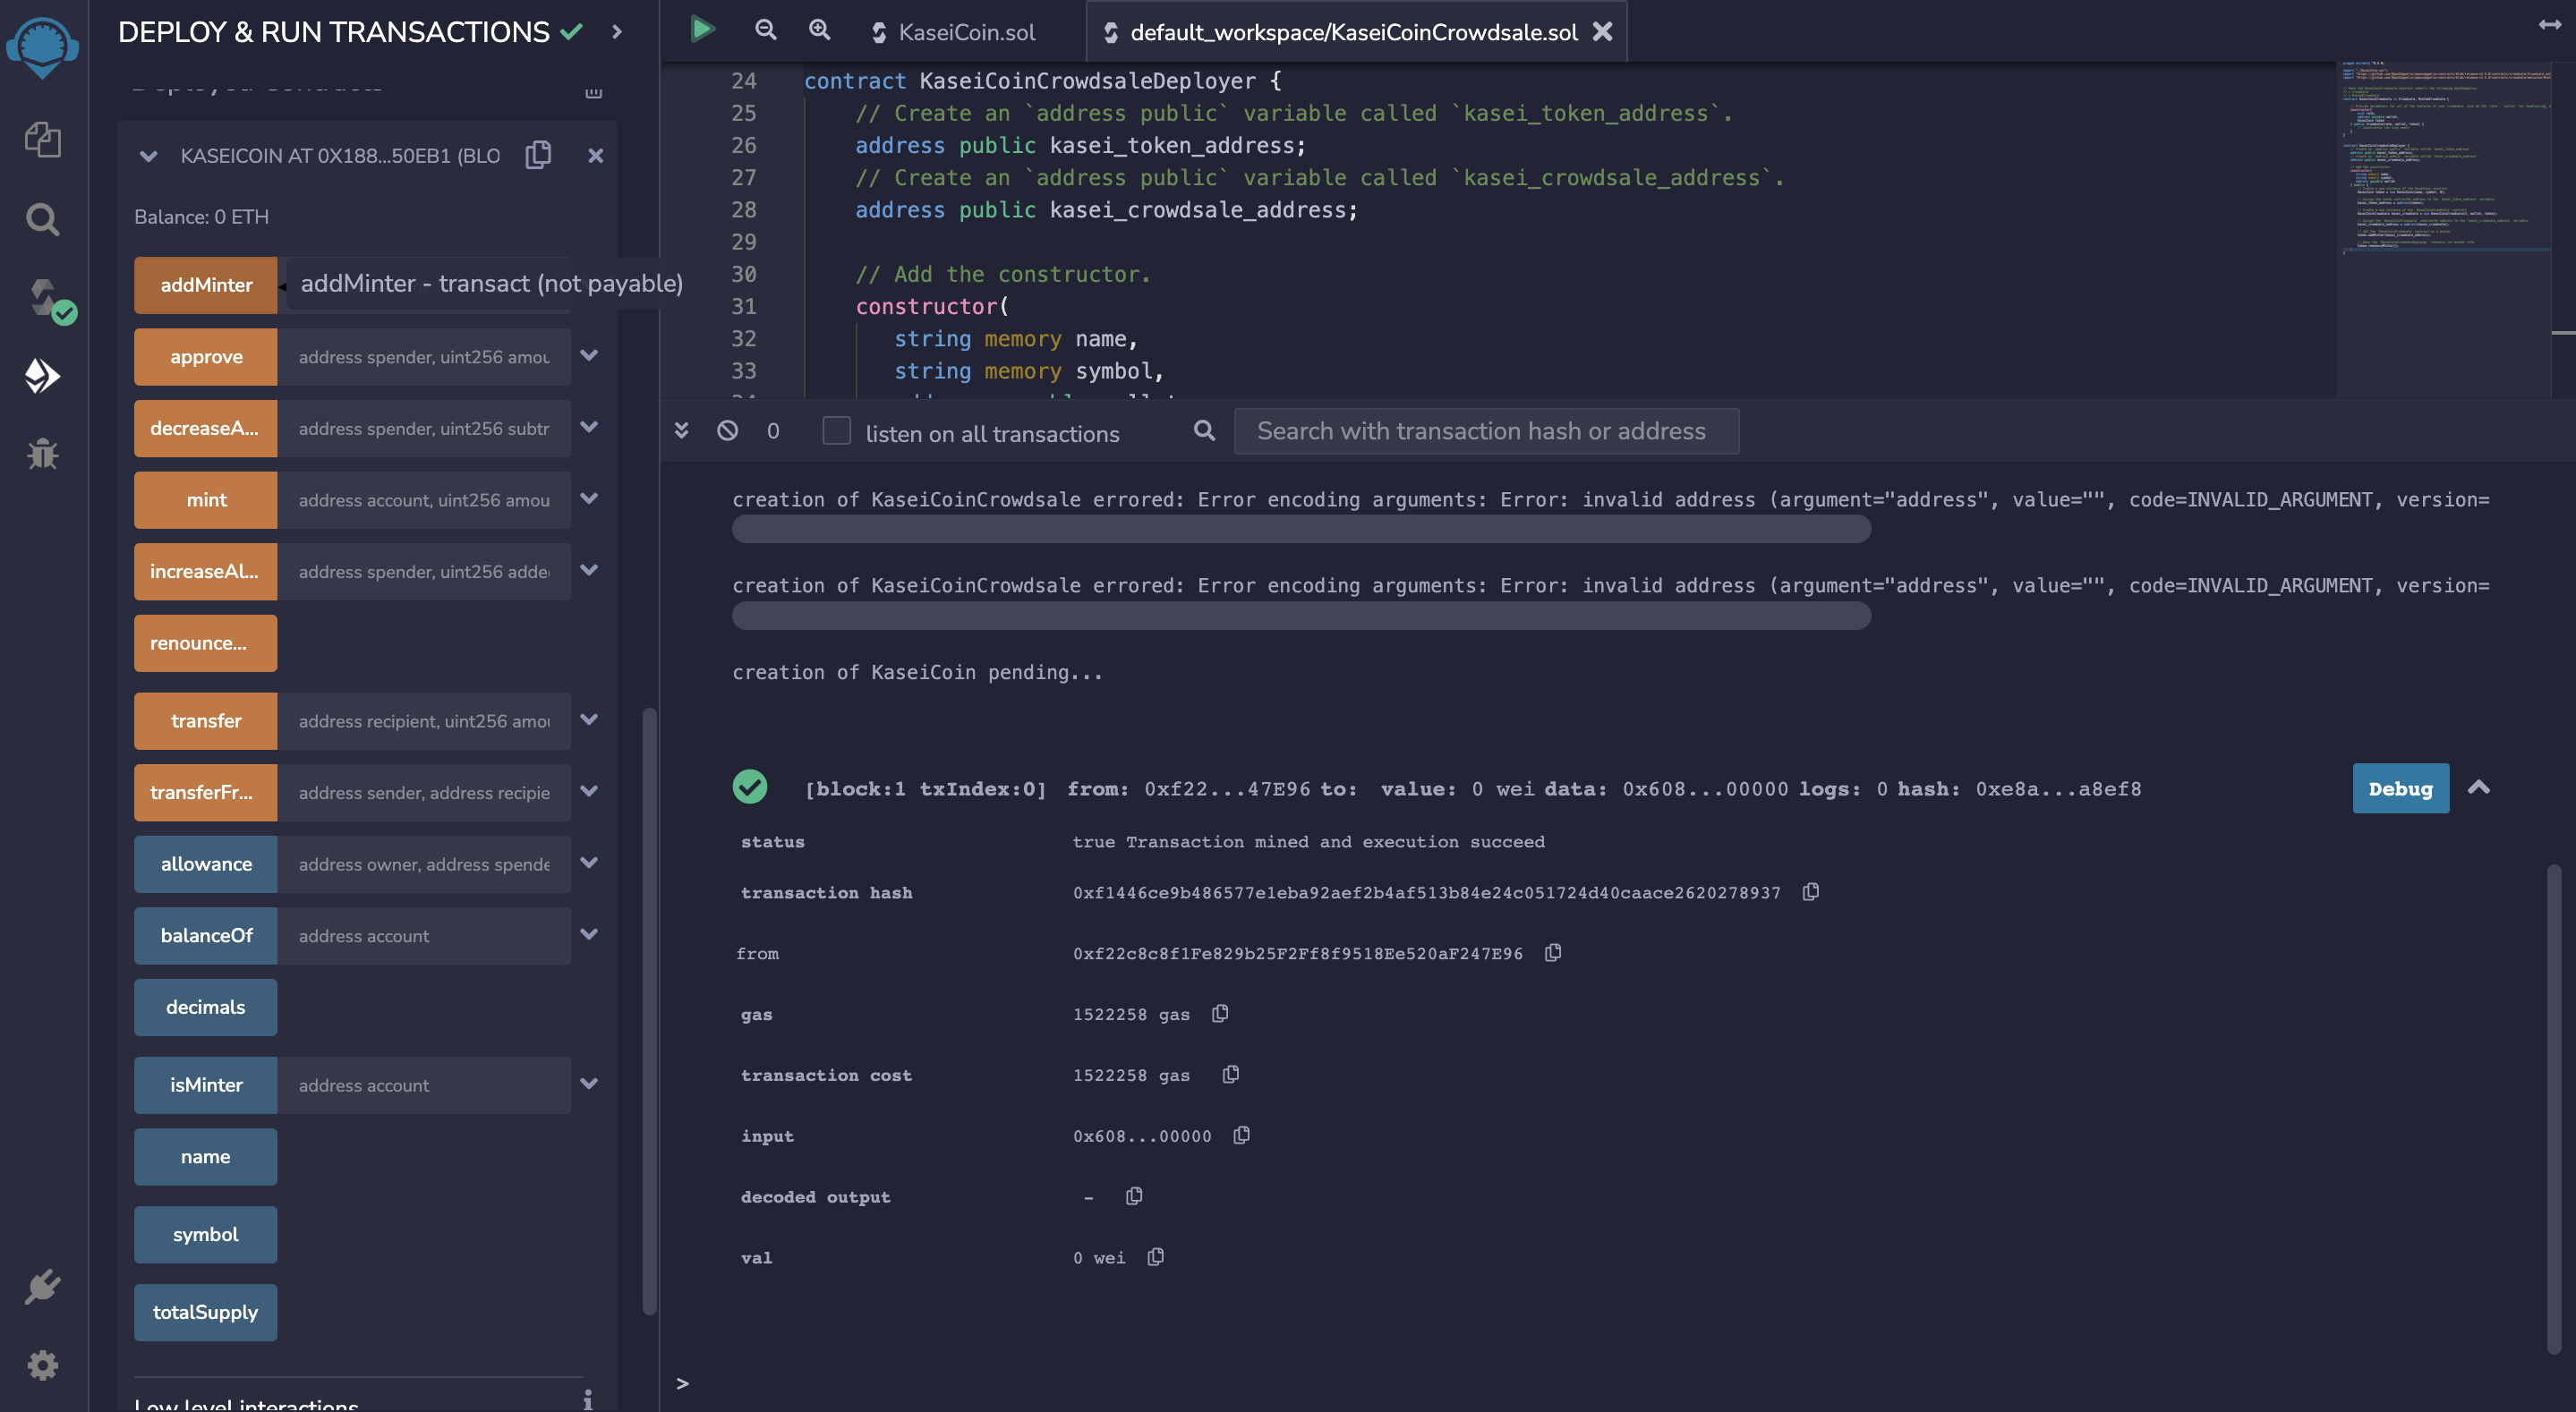 DEPLOY & RUN TRANSACTIONS
Deployed Contracts
KASEICOIN AT 0X188...50EB1 (BLO
Balance: 0 ETH
addMinter
addMinter - transact (not payable)
approve address spender, uint256 amou
decreaseA... address spender, uint256 subtr
mint address account, uint256 amou
increaseAl... address spender, uint256 adde
renounce...
transfer address recipient, uint256 amou
transferFr... address sender, address recipie
allowance address owner, address spende
balanceOf address account
decimals
isMinter address account
name
symbol
totalSupply
Low level interactions
KaseiCoin.sol
default_workspace/KaseiCoinCrowdsale.sol
24 contract KaseiCoinCrowdsaleDeployer {
25 // Create an `address public` variable called `kasei_token_address`.
26 address public kasei_token_address;
27 // Create an `address public` variable called `kasei_crowdsale_address`.
28 address public kasei_crowdsale_address;
29
30 // Add the constructor.
31 constructor(
32 string memory name,
33 string memory symbol,
0 listen on all transactions
Search with transaction hash or address
creation of KaseiCoinCrowdsale errored: Error encoding arguments: Error: invalid address (argument="address", value="", code=INVALID_ARGUMENT, version=
creation of KaseiCoinCrowdsale errored: Error encoding arguments: Error: invalid address (argument="address", value="", code=INVALID_ARGUMENT, version=
creation of KaseiCoin pending...
[block:1 txIndex:0] from: 0xf22...47E96 to: value: 0 wei data: 0x608...00000 logs: 0 hash: 0xe8a...a8ef8
Debug
status true Transaction mined and execution succeed
transaction hash 0xf1446ce9b486577e1eba92aef2b4af513b84e24c051724d40caace2620278937
from 0xf22c8c8f1Fe829b25F2Ff8f9518Ee520aF247E96
gas 1522258 gas
transaction cost 1522258 gas
input 0x608...00000
decoded output -
val 0 wei
>